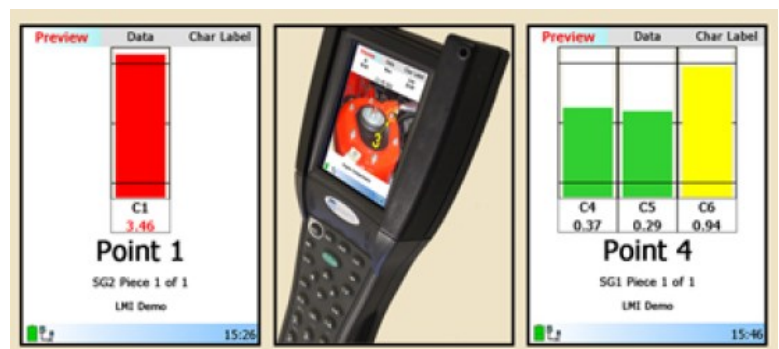 Preview Data Char Label
C1
3.46
Point 1
SG2 Piece 1 of 1
LMI Demo
15:26
3
Preview Data Char Label
C4 C5 C6
0.37 0.29 0.94
Point 4
SG1 Piece 1 of 1
LMI Demo
15:46